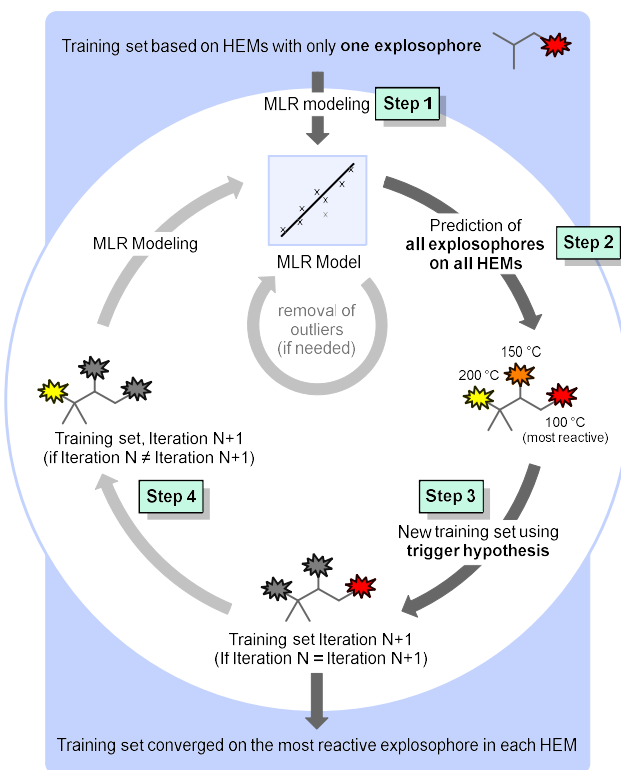 Training set based on HEMs with only one explosophore
MLR modeling
Step 1
Prediction of
all explosophores
on all HEMs
Step 2
MLR Modeling
MLR Model
removal of
outliers
(if needed)
150 °C
200 °C
100 °C
(most reactive)
Training set, Iteration N+1
(if Iteration N ≠ Iteration N+1)
Step 4
Step 3
New training set using
trigger hypothesis
Training set Iteration N+1
(If Iteration N = Iteration N+1)
Training set converged on the most reactive explosophore in each HEM